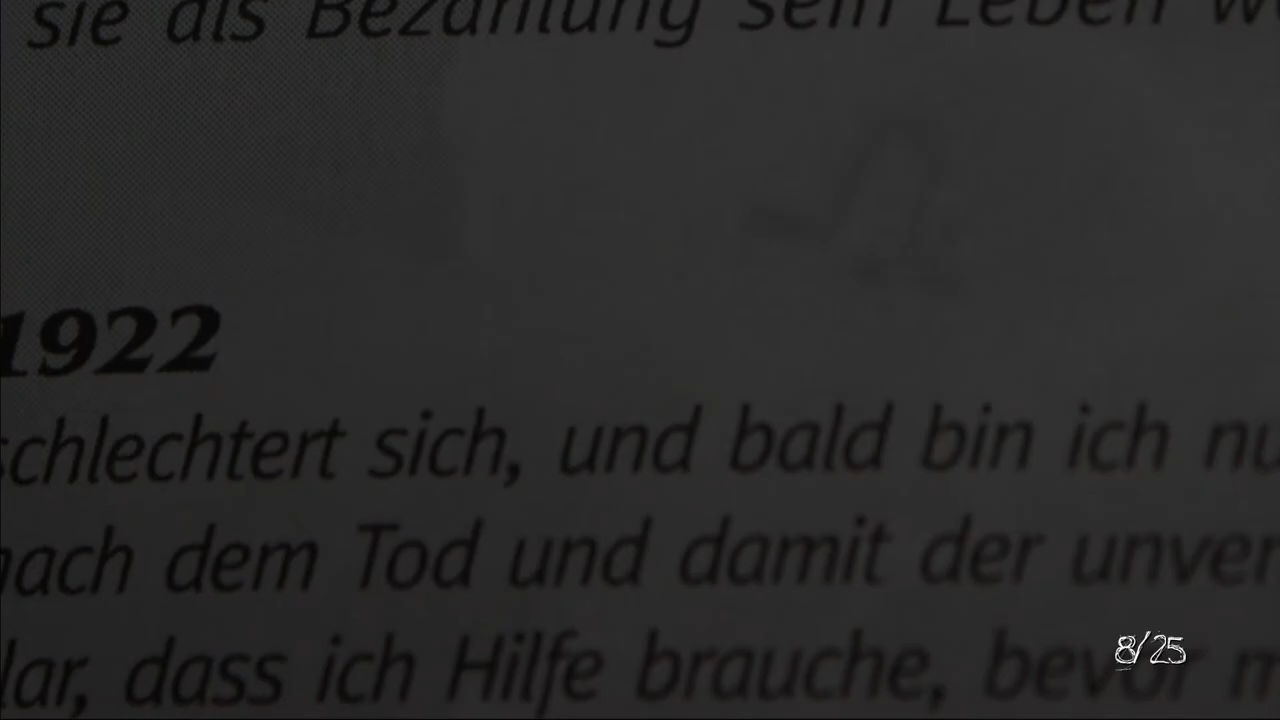 sie als Bezahlung sein Leben w
1922
schlechtert sich, und bald bin ich nu
nach dem Tod und damit der unver
lar, dass ich Hilfe brauche, bevor m
8/25